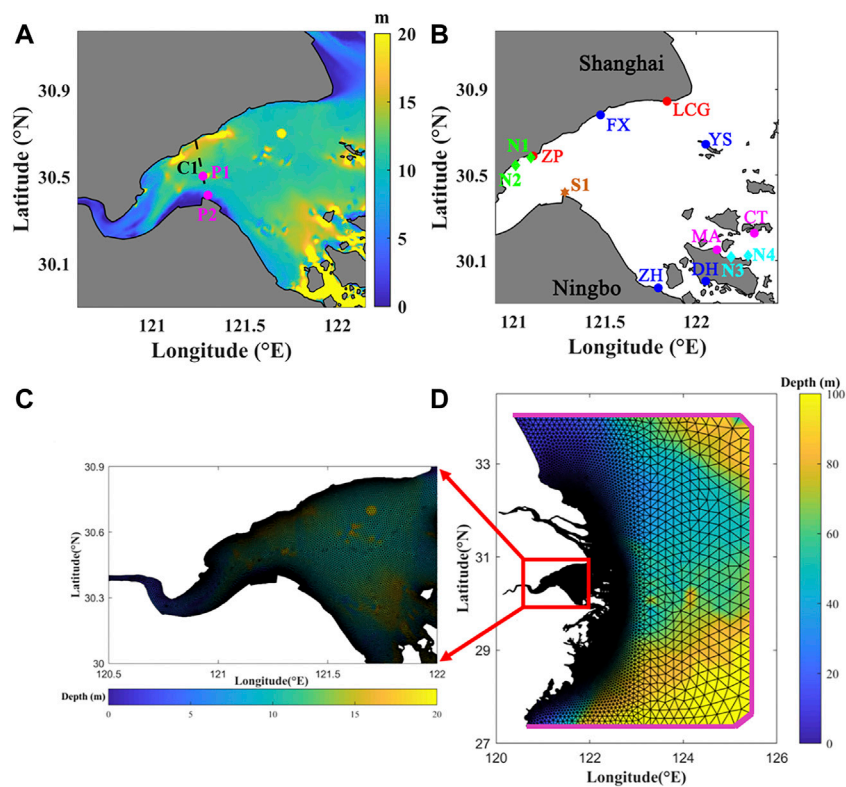 A
m
20
15
10
5
0
30.9
30.5
30.1
Latitude (°N)
C1
P1
P2
121
121.5
122
Longitude (°E)
B
Shanghai
LCG
FX
YS
N1
ZP
N2
S1
CT
MA
N4
N3
ZH
DH
Ningbo
30.9
30.5
30.1
Latitude (°N)
121
121.5
122
Longitude (°E)
C
30.9
30.6
30.3
30
Latitude(°N)
120.5
121
121.5
122
Longitude(°E)
Depth (m)
0
5
10
15
20
D
Depth (m)
100
80
60
40
20
0
33
31
29
27
Latitude(°N)
120
122
124
126
Longitude(°E)